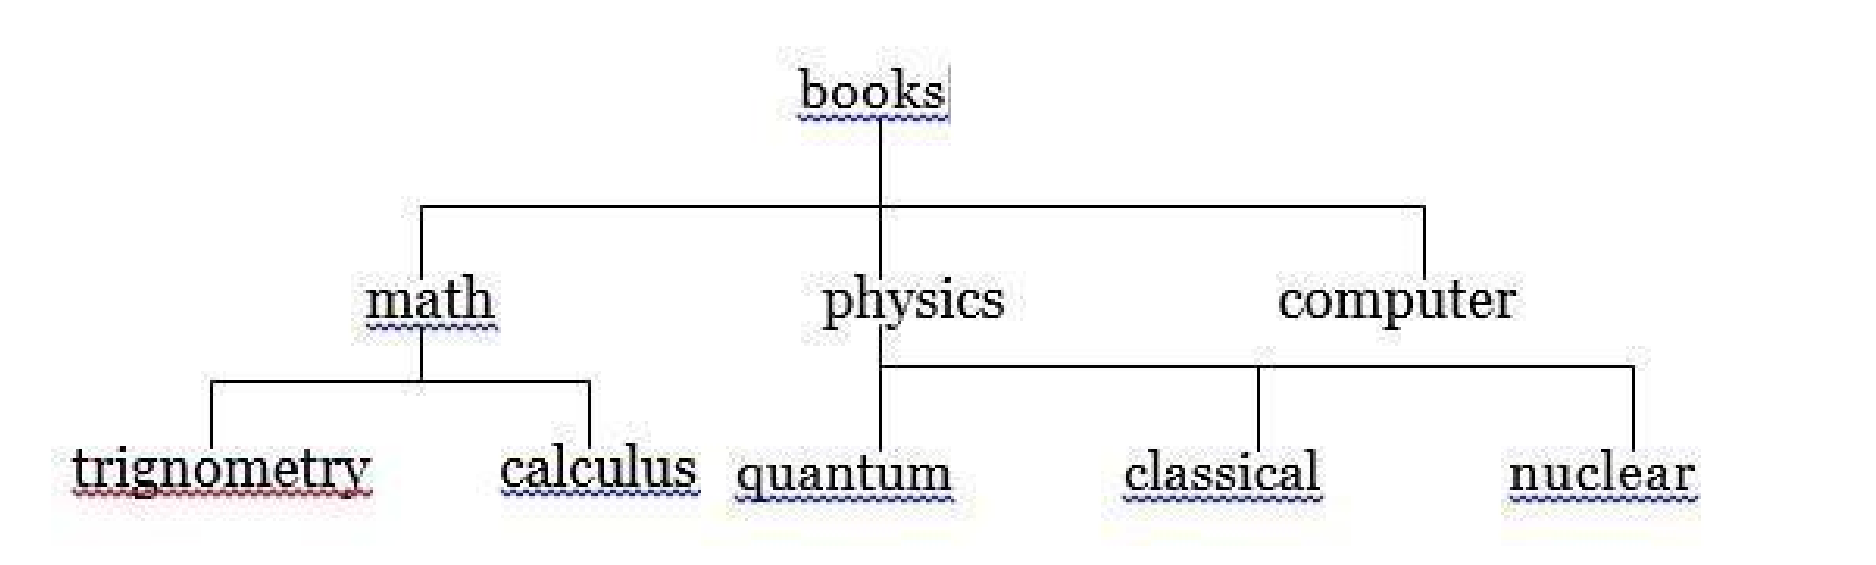 books
math physics computer
trignometry calculus quantum classical nuclear